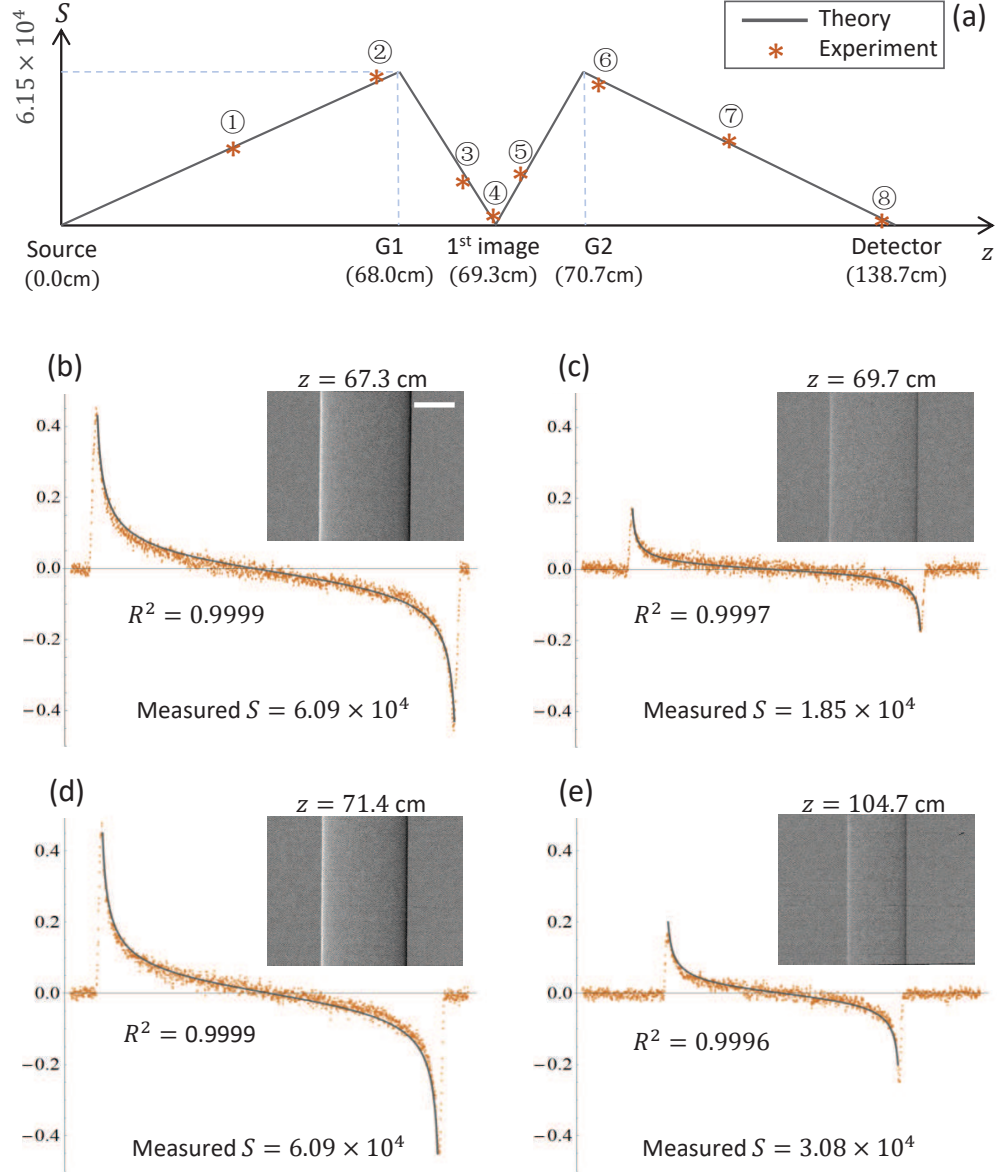 S
6.15 × 10⁴
Theory
Experiment
(a)
①
②
③
④
⑤
⑥
⑦
⑧
Source
(0.0cm)
G1
(68.0cm)
1st image
(69.3cm)
G2
(70.7cm)
Detector
(138.7cm)
z
(b)
z = 67.3 cm
0.4
0.2
0.0
−0.2
−0.4
R² = 0.9999
Measured S = 6.09 × 10⁴
(c)
z = 69.7 cm
0.4
0.2
0.0
−0.2
−0.4
R² = 0.9997
Measured S = 1.85 × 10⁴
(d)
z = 71.4 cm
0.4
0.2
0.0
−0.2
−0.4
R² = 0.9999
Measured S = 6.09 × 10⁴
(e)
z = 104.7 cm
0.4
0.2
0.0
−0.2
−0.4
R² = 0.9996
Measured S = 3.08 × 10⁴